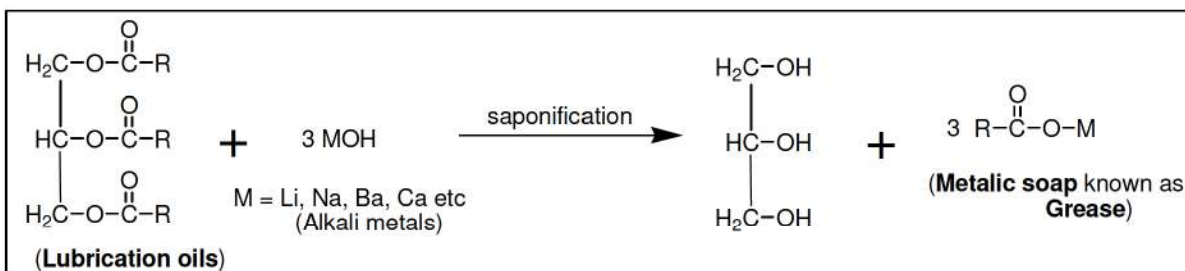 O
H₂C–O–C–R
O
HC–O–C–R
O
H₂C–O–C–R
(Lubrication oils)
+
3 MOH
M = Li, Na, Ba, Ca etc
(Alkali metals)
saponification
H₂C–OH
HC–OH
H₂C–OH
+
O
3 R–C–O–M
(Metalic soap known as
Grease)